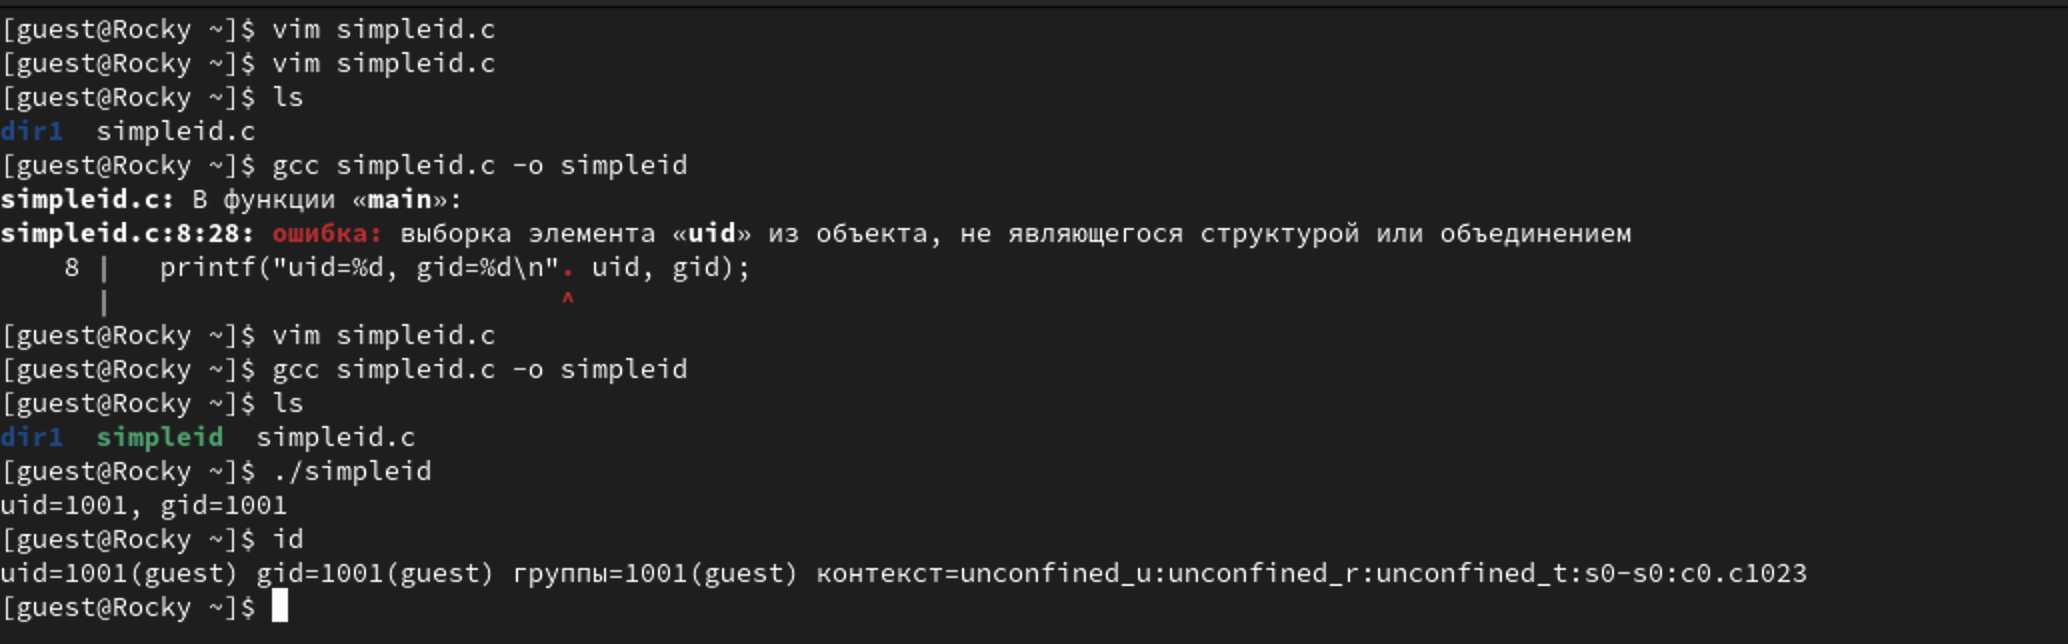 [guest@Rocky ~]$ vim simpleid.c
[guest@Rocky ~]$ vim simpleid.c
[guest@Rocky ~]$ ls
dir1  simpleid.c
[guest@Rocky ~]$ gcc simpleid.c -o simpleid
simpleid.c: В функции «main»:
simpleid.c:8:28: ошибка: выборка элемента «uid» из объекта, не являющегося структурой или объединением
    8 |   printf("uid=%d, gid=%d\n". uid, gid);
      |                            ^
[guest@Rocky ~]$ vim simpleid.c
[guest@Rocky ~]$ gcc simpleid.c -o simpleid
[guest@Rocky ~]$ ls
dir1  simpleid  simpleid.c
[guest@Rocky ~]$ ./simpleid
uid=1001, gid=1001
[guest@Rocky ~]$ id
uid=1001(guest) gid=1001(guest) группы=1001(guest) контекст=unconfined_u:unconfined_r:unconfined_t:s0-s0:c0.c1023
[guest@Rocky ~]$